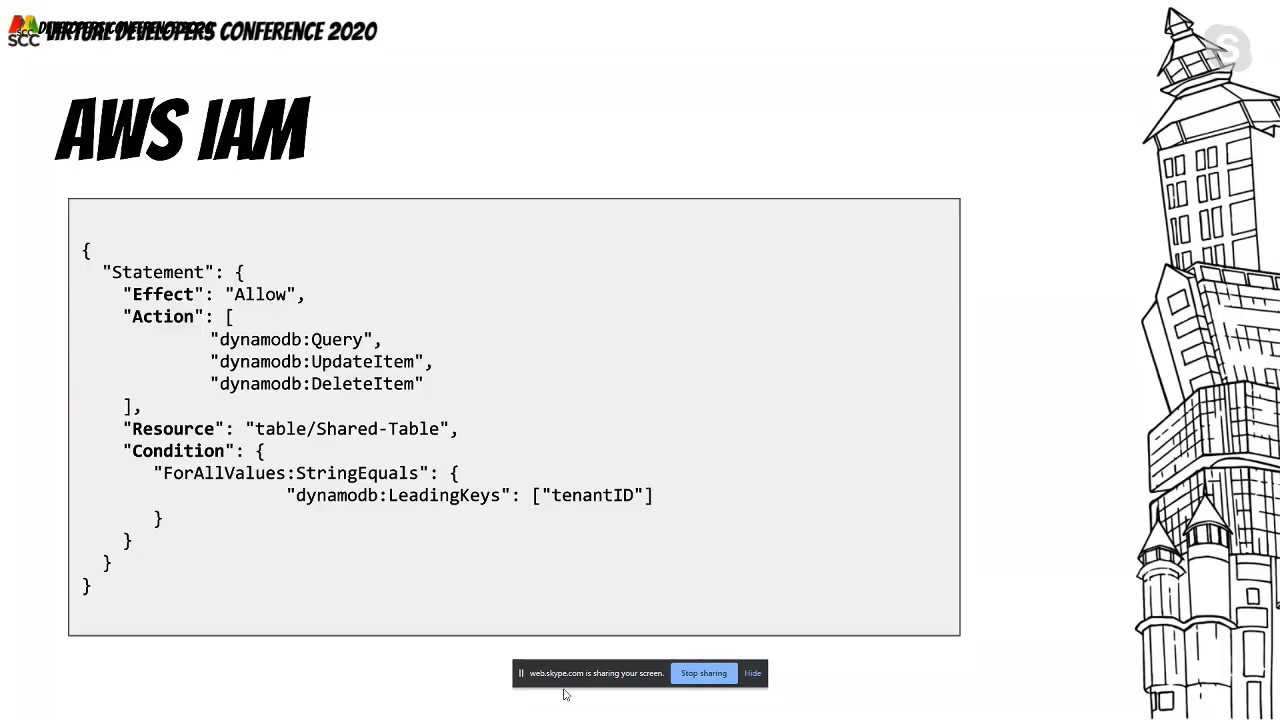 SCC
VIRTUAL DEVELOPERS CONFERENCE 2020
AWS IAM
{
"Statement": {
"Effect": "Allow",
"Action": [
"dynamodb:Query",
"dynamodb:UpdateItem",
"dynamodb:DeleteItem"
],
"Resource": "table/Shared-Table",
"Condition": {
"ForAllValues:StringEquals": {
"dynamodb:LeadingKeys": ["tenantID"]
}
}
}
}
web.skype.com is sharing your screen.
Stop sharing
Hide